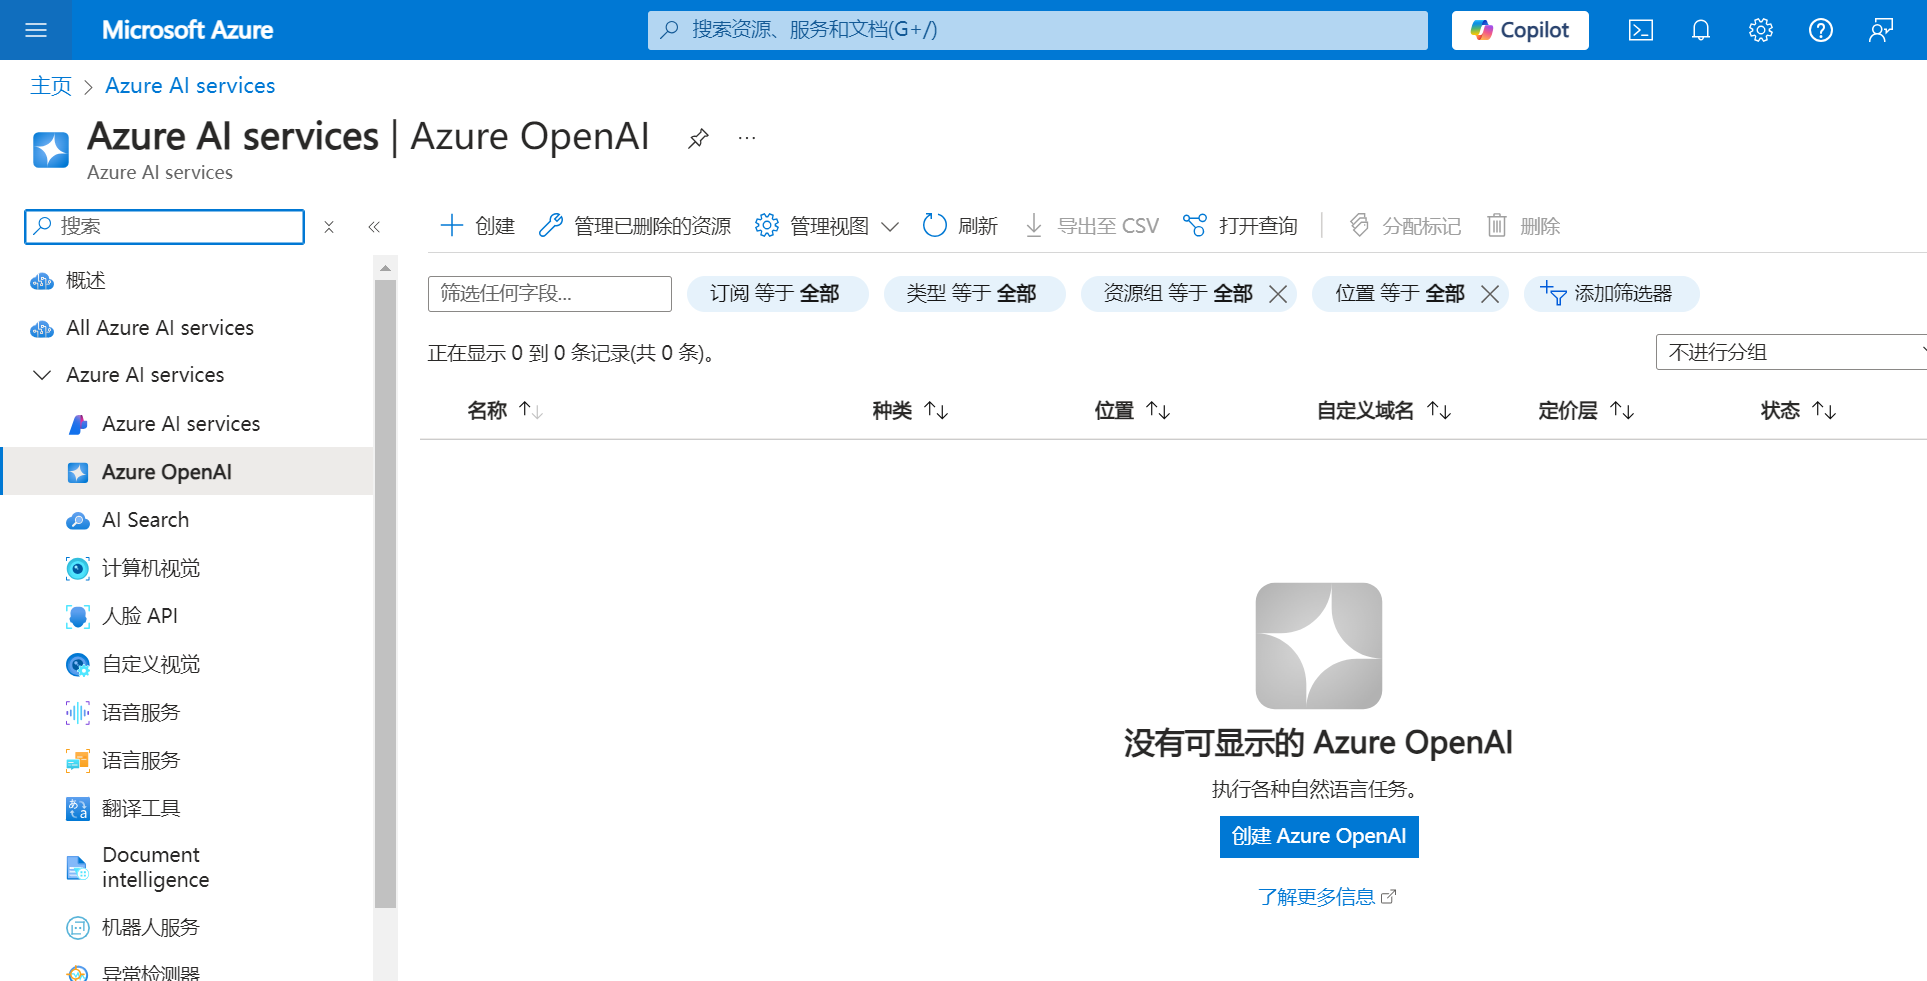 Microsoft Azure
搜索资源、服务和文档(G+/)
Copilot
主页 > Azure AI services
Azure AI services | Azure OpenAI
Azure AI services
搜索
概述
All Azure AI services
Azure AI services
Azure AI services
Azure OpenAI
AI Search
计算机视觉
人脸 API
自定义视觉
语音服务
语言服务
翻译工具
Document
intelligence
机器人服务
异常检测器
创建 管理已删除的资源 管理视图 刷新 导出至 CSV 打开查询 分配标记 删除
筛选任何字段... 订阅 等于 全部 类型 等于 全部 资源组 等于 全部 位置 等于 全部 添加筛选器
正在显示 0 到 0 条记录(共 0 条)。
不进行分组
名称 种类 位置 自定义域名 定价层 状态
没有可显示的 Azure OpenAI
执行各种自然语言任务。
创建 Azure OpenAI
了解更多信息